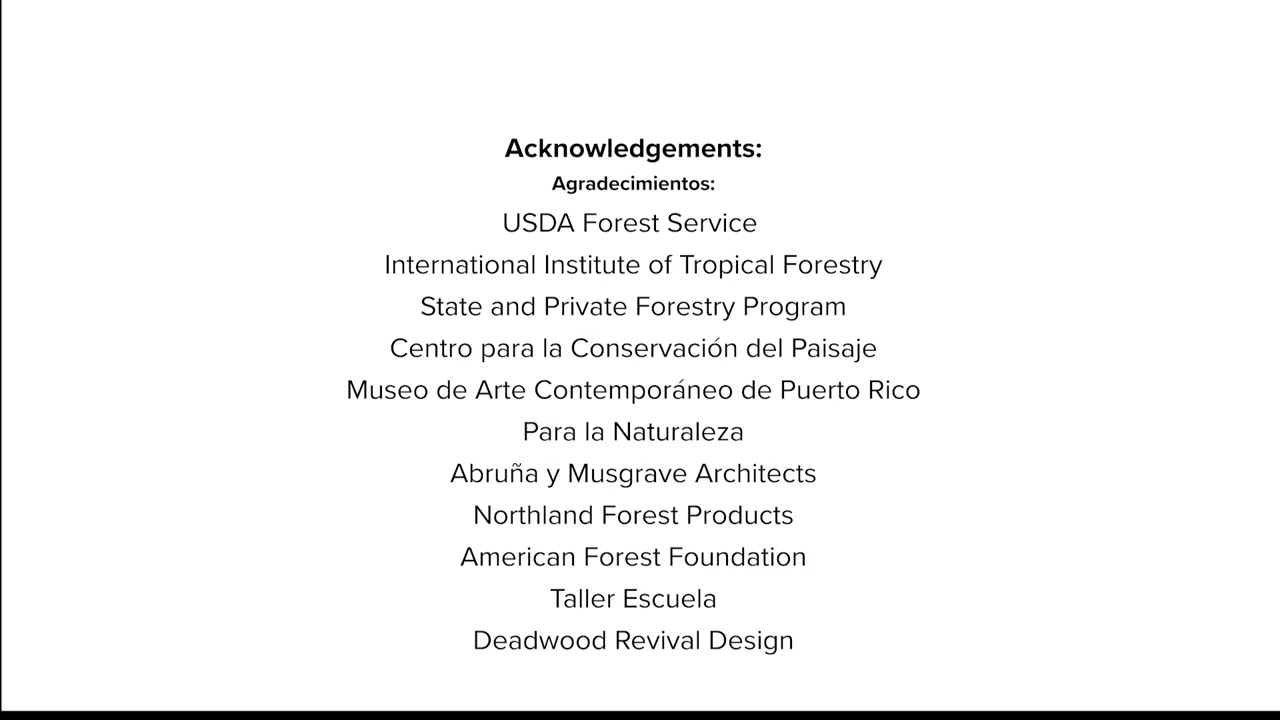 Acknowledgements:
Agradecimientos:
USDA Forest Service
International Institute of Tropical Forestry
State and Private Forestry Program
Centro para la Conservación del Paisaje
Museo de Arte Contemporáneo de Puerto Rico
Para la Naturaleza
Abruña y Musgrave Architects
Northland Forest Products
American Forest Foundation
Taller Escuela
Deadwood Revival Design